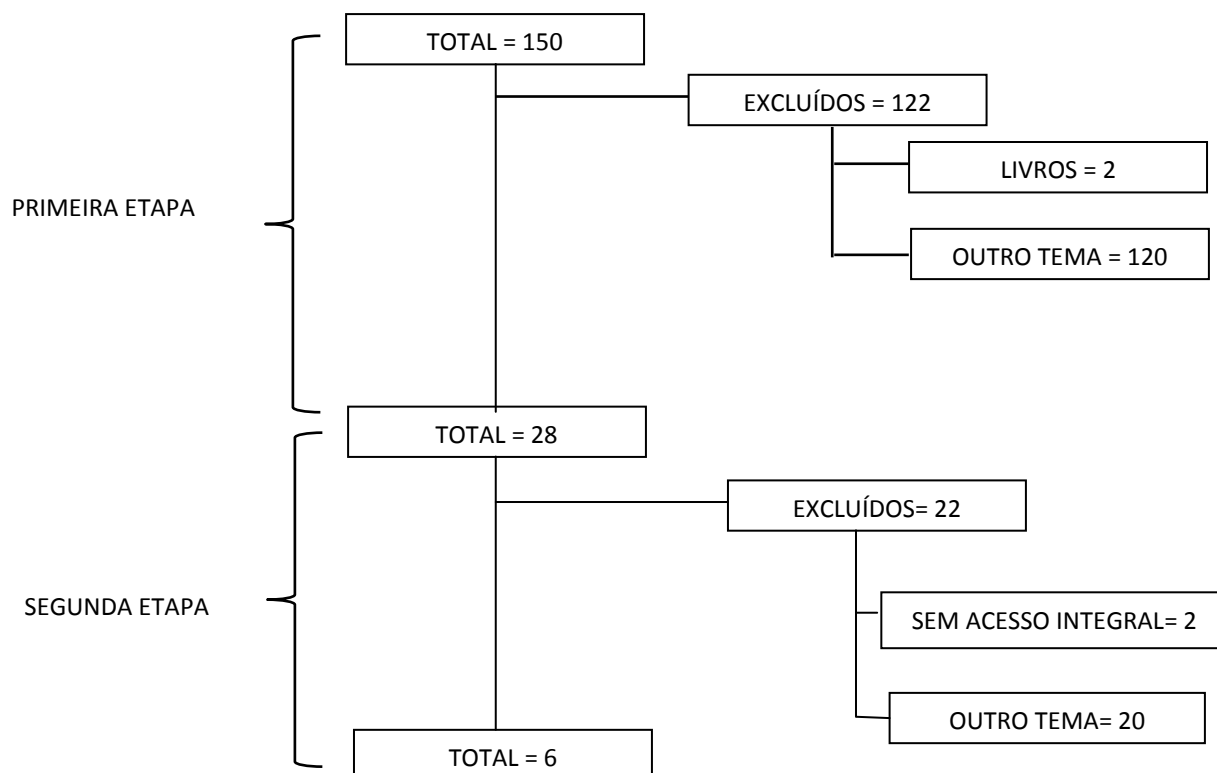 TOTAL = 150
EXCLUÍDOS = 122
LIVROS = 2
PRIMEIRA ETAPA
OUTRO TEMA = 120
TOTAL = 28
EXCLUÍDOS= 22
SEGUNDA ETAPA
SEM ACESSO INTEGRAL= 2
OUTRO TEMA= 20
TOTAL = 6